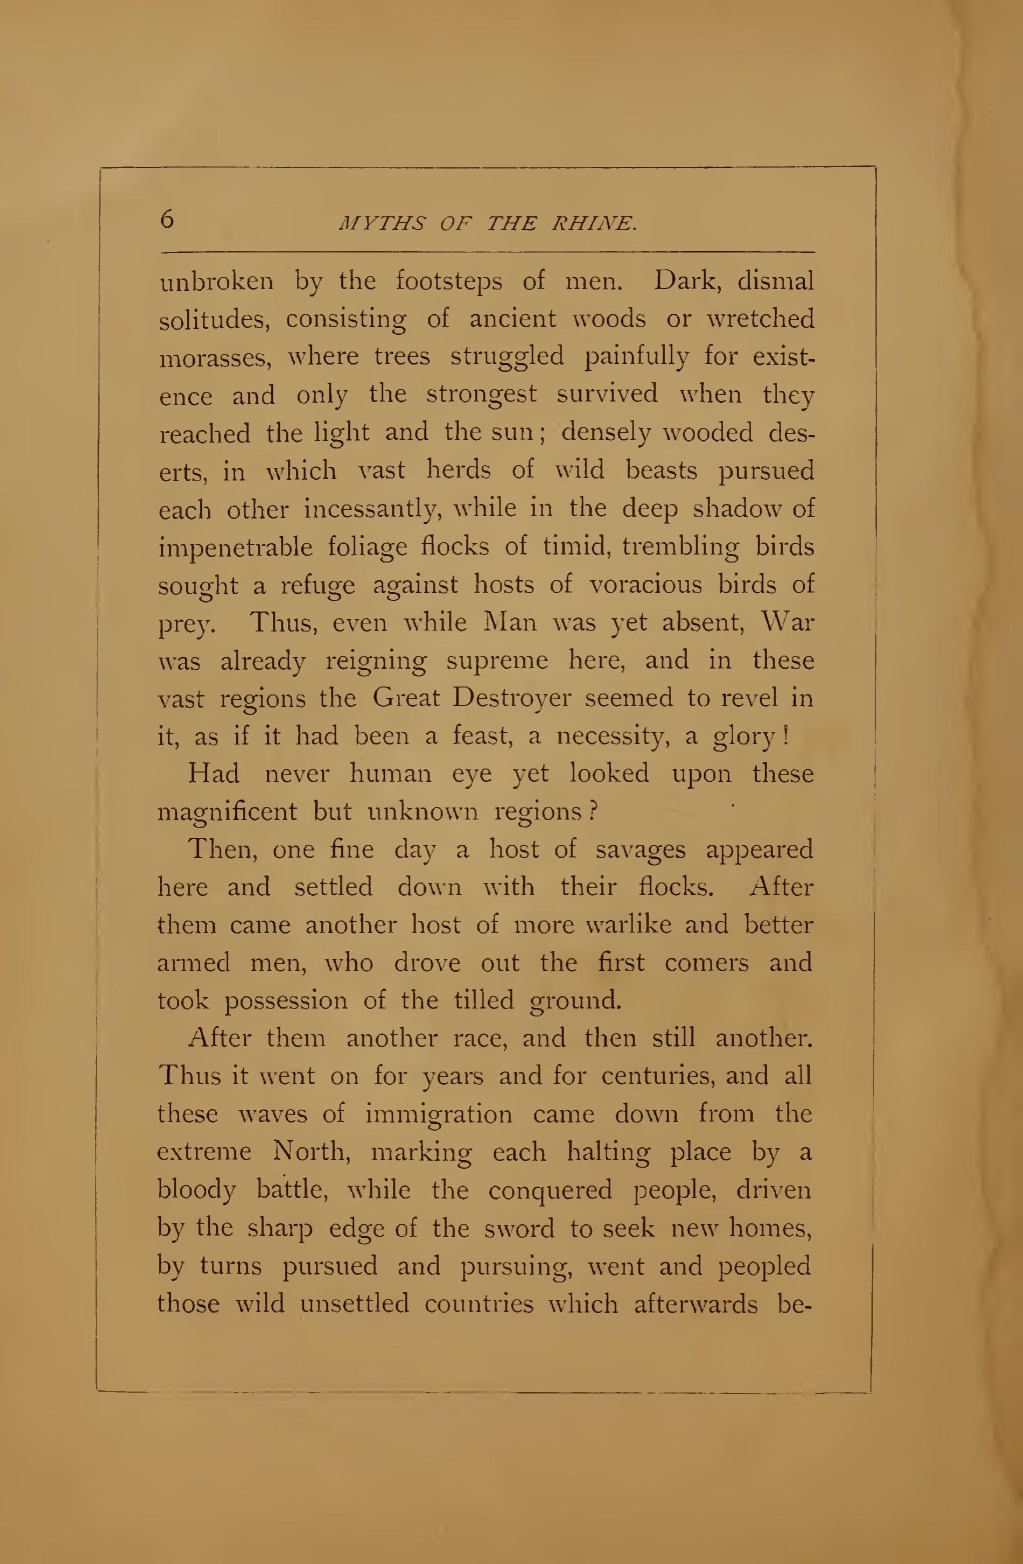 6 MYTHS OF THE RHINE.
unbroken by the footsteps of men. Dark, dismal
solitudes, consisting of ancient woods or wretched
morasses, where trees struggled painfully for exist-
ence and only the strongest survived when they
reached the light and the sun; densely wooded des-
erts, in which vast herds of wild beasts pursued
each other incessantly, while in the deep shadow of
impenetrable foliage flocks of timid, trembling birds
sought a refuge against hosts of voracious birds of
prey. Thus, even while Man was yet absent, War
was already reigning supreme here, and in these
vast regions the Great Destroyer seemed to revel in
it, as if it had been a feast, a necessity, a glory!
Had never human eye yet looked upon these
magnificent but unknown regions?
Then, one fine day a host of savages appeared
here and settled down with their flocks. After
them came another host of more warlike and better
armed men, who drove out the first comers and
took possession of the tilled ground.
After them another race, and then still another.
Thus it went on for years and for centuries, and all
these waves of immigration came down from the
extreme North, marking each halting place by a
bloody battle, while the conquered people, driven
by the sharp edge of the sword to seek new homes,
by turns pursued and pursuing, went and peopled
those wild unsettled countries which afterwards be-